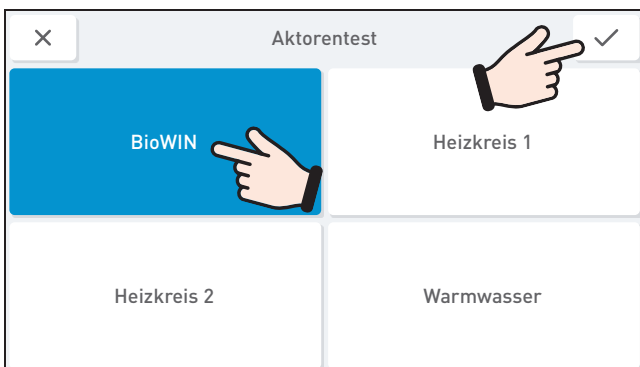 Aktorentest
BioWIN
Heizkreis 1
Heizkreis 2
Warmwasser